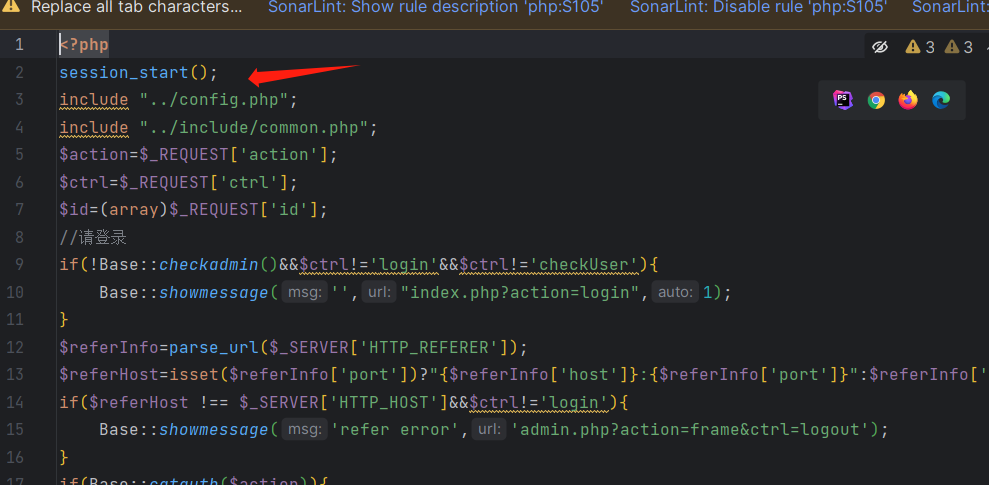 Replace all tab characters... SonarLint: Show rule description 'php:S105' SonarLint: Disable rule 'php:S105' SonarLint:
1 <?php 3 3
2 session_start();
3 include "../config.php";
4 include "../include/common.php";
5 $action=$_REQUEST['action'];
6 $ctrl=$_REQUEST['ctrl'];
7 $id=(array)$_REQUEST['id'];
8 //请登录
9 if(!Base::checkadmin()&&$ctrl!='login'&&$ctrl!='checkUser'){
10 Base::showmessage( msg: '', url: "index.php?action=login", auto: 1);
11 }
12 $referInfo=parse_url($_SERVER['HTTP_REFERER']);
13 $referHost=isset($referInfo['port'])?"{$referInfo['host']}:{$referInfo['port']}":$referInfo['
14 if($referHost !== $_SERVER['HTTP_HOST']&&$ctrl!='login'){
15 Base::showmessage( msg: 'refer error', url: 'admin.php?action=frame&ctrl=logout');
16 }
17 if(Base::catauth($action)){